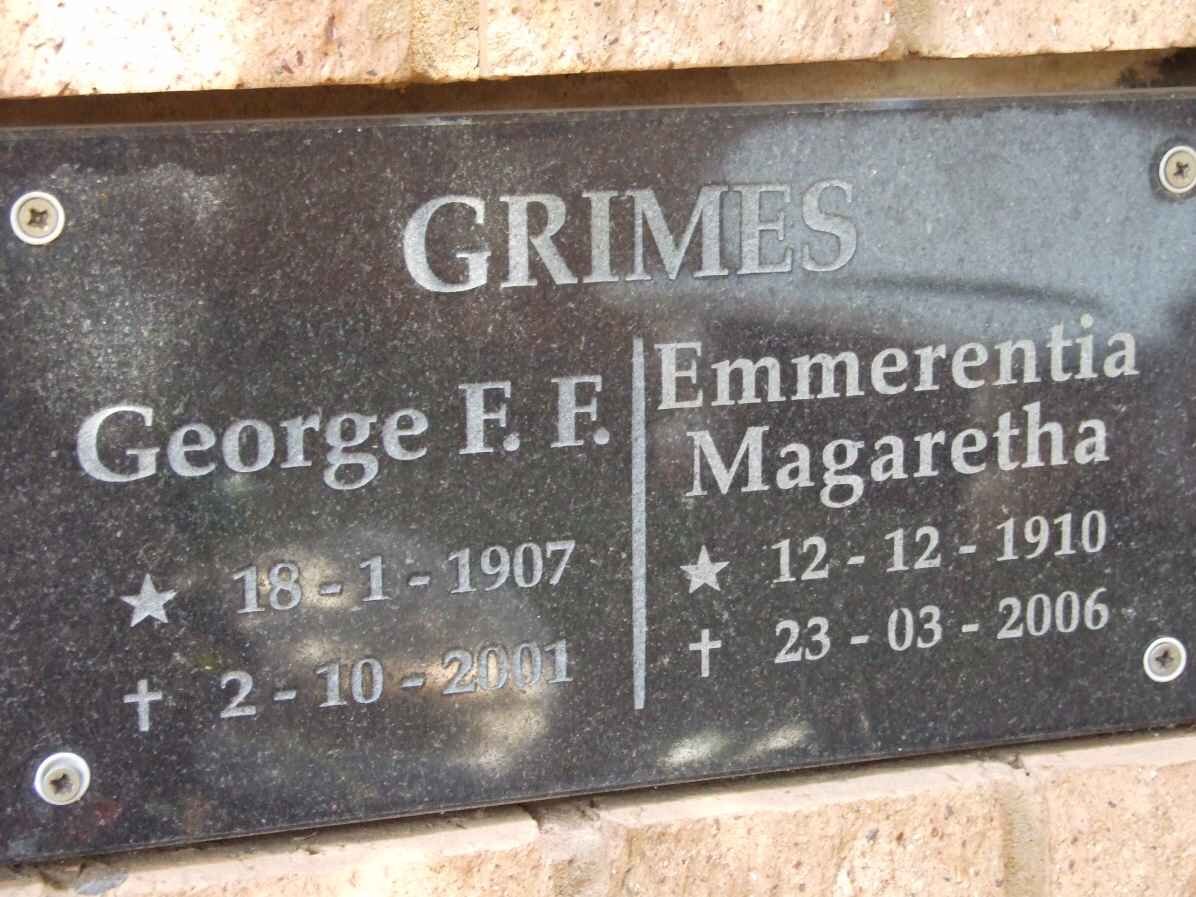 GRIMES
George F. F.
★ 18 - 1 - 1907
✝ 2 - 10 - 2001
Emmerentia
Magaretha
★ 12 - 12 - 1910
✝ 23 - 03 - 2006